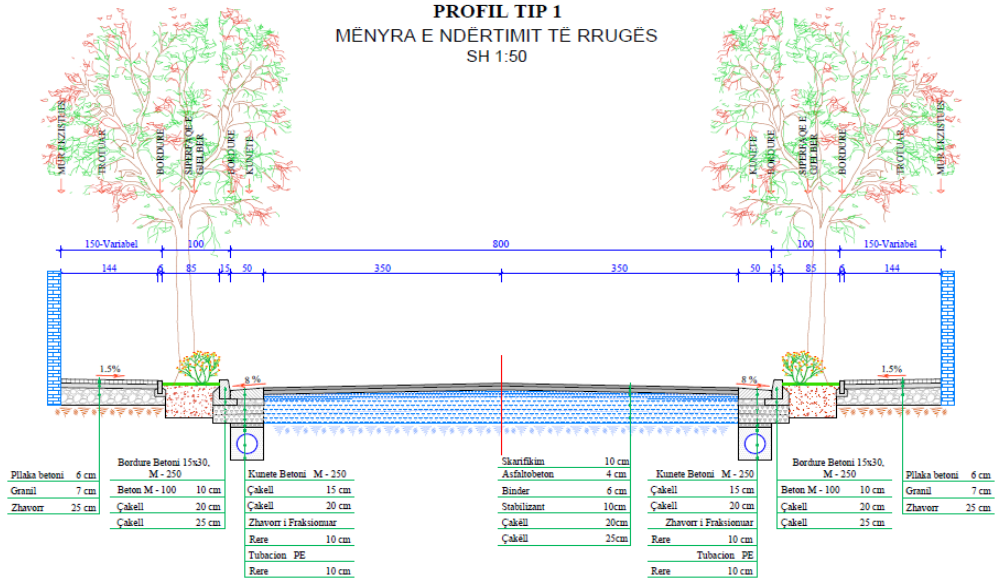 PROFIL TIP 1
MËNYRA E NDËRTIMIT TË RRUGËS
SH 1:50
MUR EKZISTUES
TROTUAR
BORDURE
SIPERFAQE E
GJELBER
BORDURE
KUNETE
KUNETE
BORDURE
SIPERFAQE E
GJELBER
BORDURE
TROTUAR
MUR EKZISTUES
150-Variabel 100 800 100 150-Variabel
144 6 85 15 50 350 350 50 15 85 6 144
1.5% 8 % 8 % 1.5%
Pllaka betoni 6 cm
Granil 7 cm
Zhavorr 25 cm
Bordure Betoni 15x30,
M - 250
Beton M - 100 10 cm
Çakell 20 cm
Çakell 25 cm
Kunete Betoni M - 250
Çakell 15 cm
Çakell 20 cm
Zhavorr i Fraksionuar
Rere 10 cm
Tubacion PE
Rere 10 cm
Skarifikim 10 cm
Asfaltobeton 4 cm
Binder 6 cm
Stabilizant 10cm
Çakëll 20cm
Çakëll 25cm
Kunete Betoni M - 250
Çakell 15 cm
Çakell 20 cm
Zhavorr i Fraksionuar
Rere 10 cm
Tubacion PE
Rere 10 cm
Bordure Betoni 15x30,
M - 250
Beton M - 100 10 cm
Çakell 20 cm
Çakell 25 cm
Pllaka betoni 6 cm
Granil 7 cm
Zhavorr 25 cm